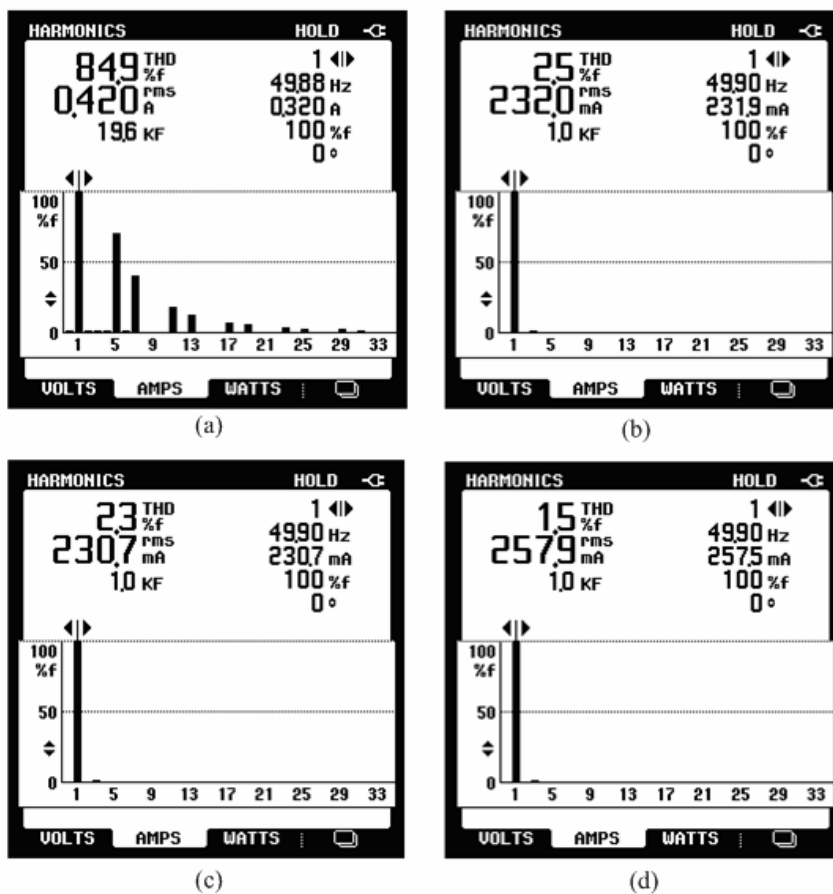 HARMONICS HOLD
84.9 THD %f 1
0.420 rms A 49.88 Hz
0.320 A
19.6 KF 100 %f
0 °
100
%f
50
0
1 5 9 13 17 21 25 29 33
VOLTS AMPS WATTS
(a)
HARMONICS HOLD
2.5 THD %f 1
232.0 rms mA 49.90 Hz
231.9 mA
1.0 KF 100 %f
0 °
100
%f
50
0
1 5 9 13 17 21 25 29 33
VOLTS AMPS WATTS
(b)
HARMONICS HOLD
2.3 THD %f 1
230.7 rms mA 49.90 Hz
230.7 mA
1.0 KF 100 %f
0 °
100
%f
50
0
1 5 9 13 17 21 25 29 33
VOLTS AMPS WATTS
(c)
HARMONICS HOLD
1.5 THD %f 1
257.9 rms mA 49.90 Hz
257.5 mA
1.0 KF 100 %f
0 °
100
%f
50
0
1 5 9 13 17 21 25 29 33
VOLTS AMPS WATTS
(d)